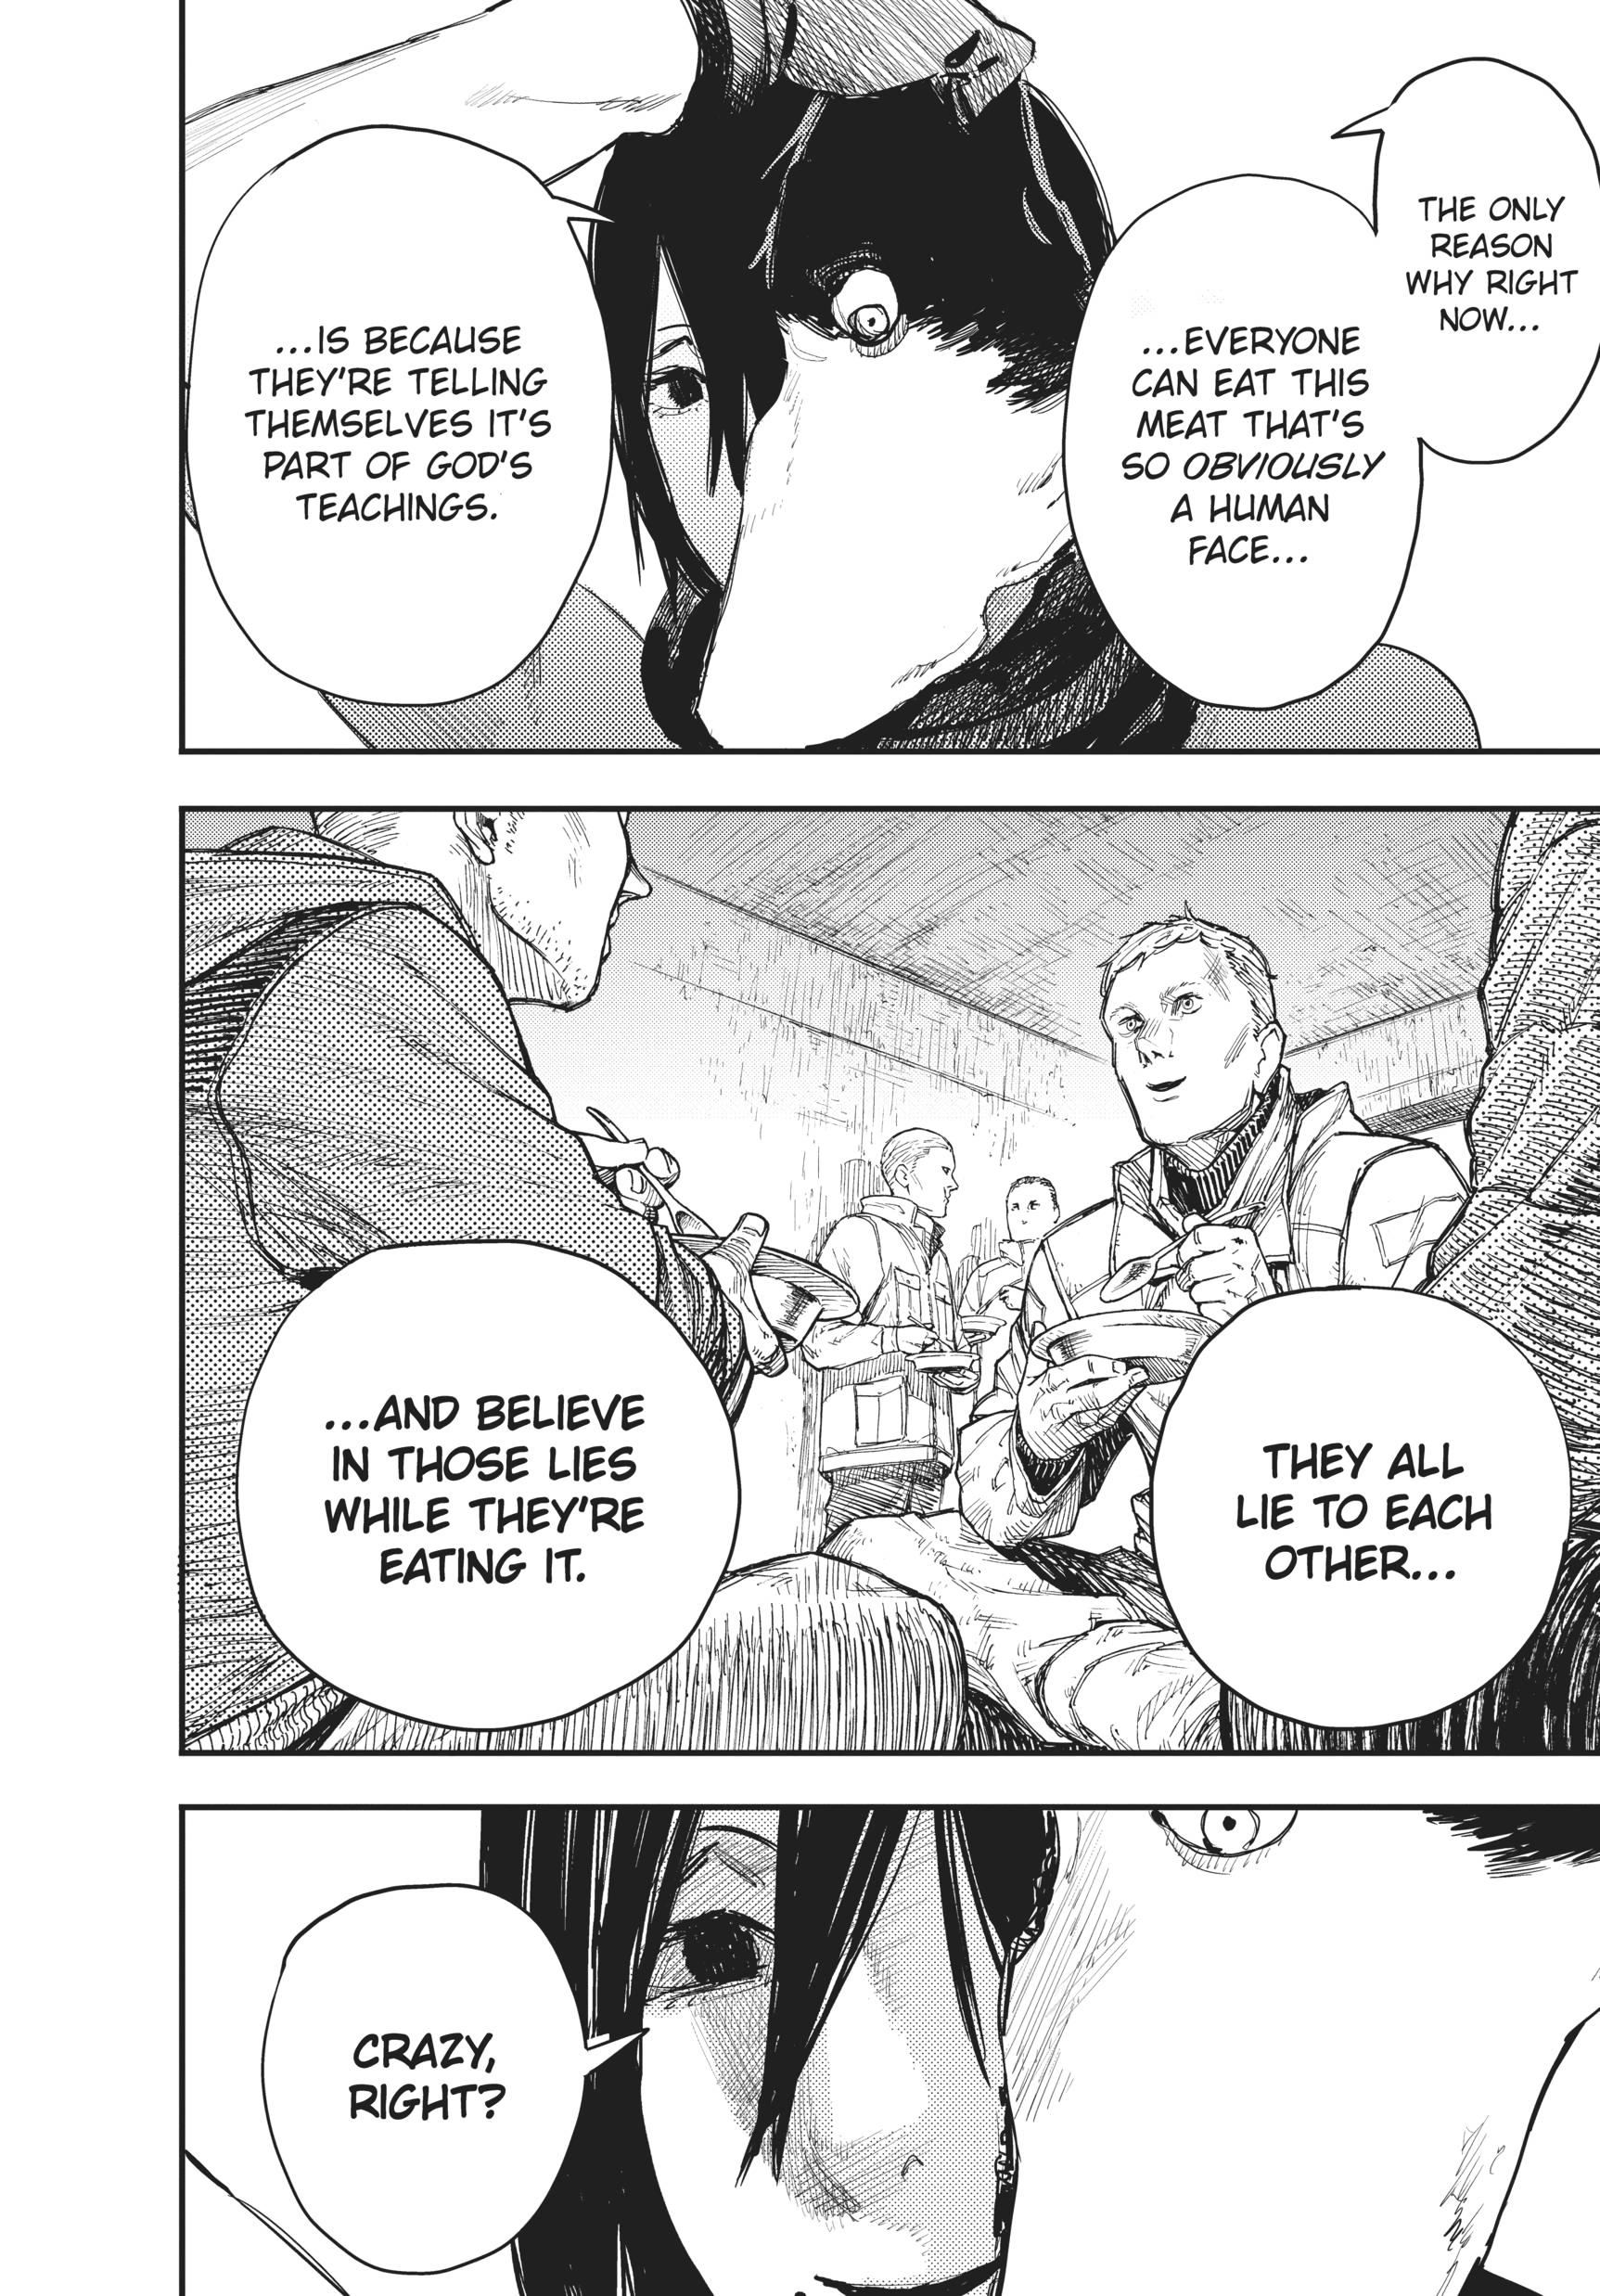 THE ONLY
REASON
WHY RIGHT
NOW...
...EVERYONE
CAN EAT THIS
MEAT THAT'S
SO OBVIOUSLY
A HUMAN
FACE...
...IS BECAUSE
THEY'RE TELLING
THEMSELVES IT'S
PART OF GOD'S
TEACHINGS.
THEY ALL
LIE TO EACH
OTHER...
...AND BELIEVE
IN THOSE LIES
WHILE THEY'RE
EATING IT.
CRAZY,
RIGHT?